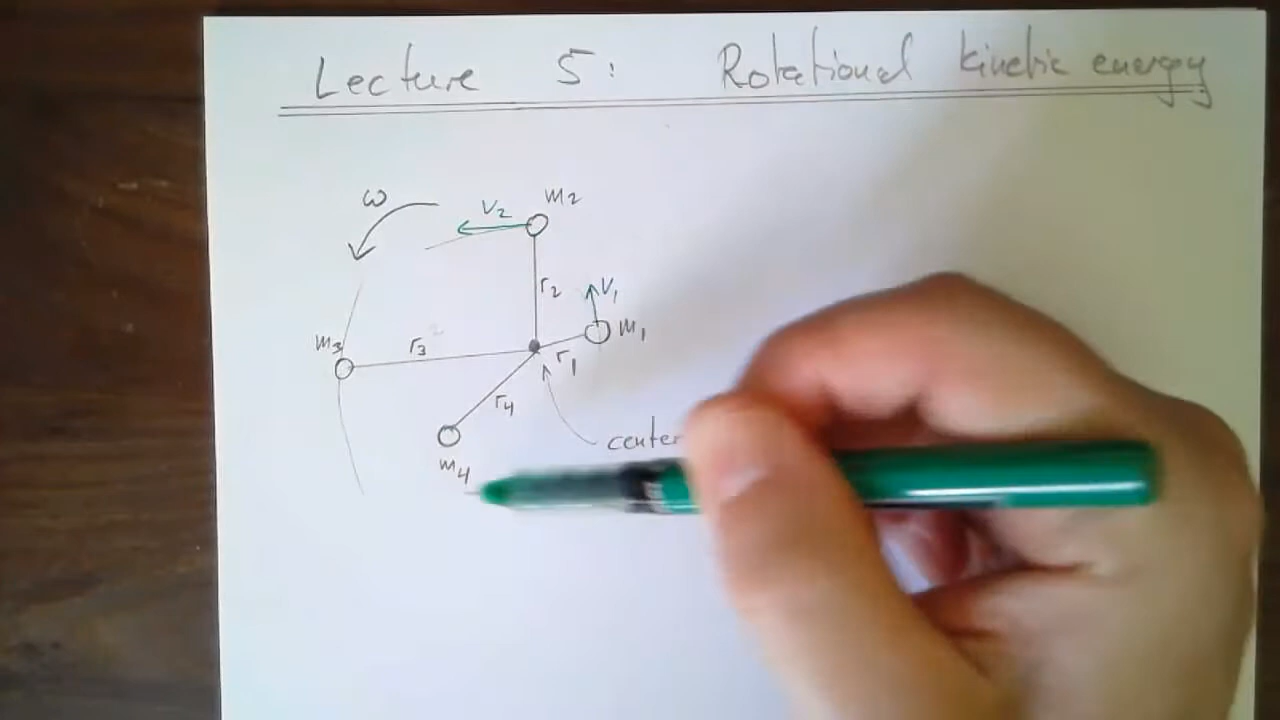 Lecture 5: Rotational kinetic energy
ω
v₂
m₂
r₂
v₁
m₁
m₃
r₃
r₁
r₄
center
m₄